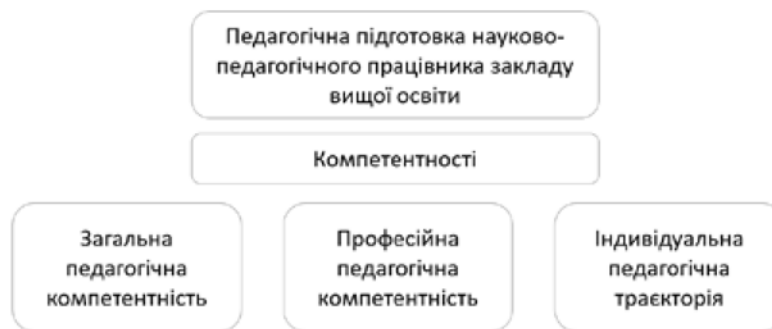 Педагогічна підготовка науково-
педагогічного працівника закладу
вищої освіти
Компетентності
Загальна
педагогічна
компетентність
Професійна
педагогічна
компетентність
Індивідуальна
педагогічна
траєкторія